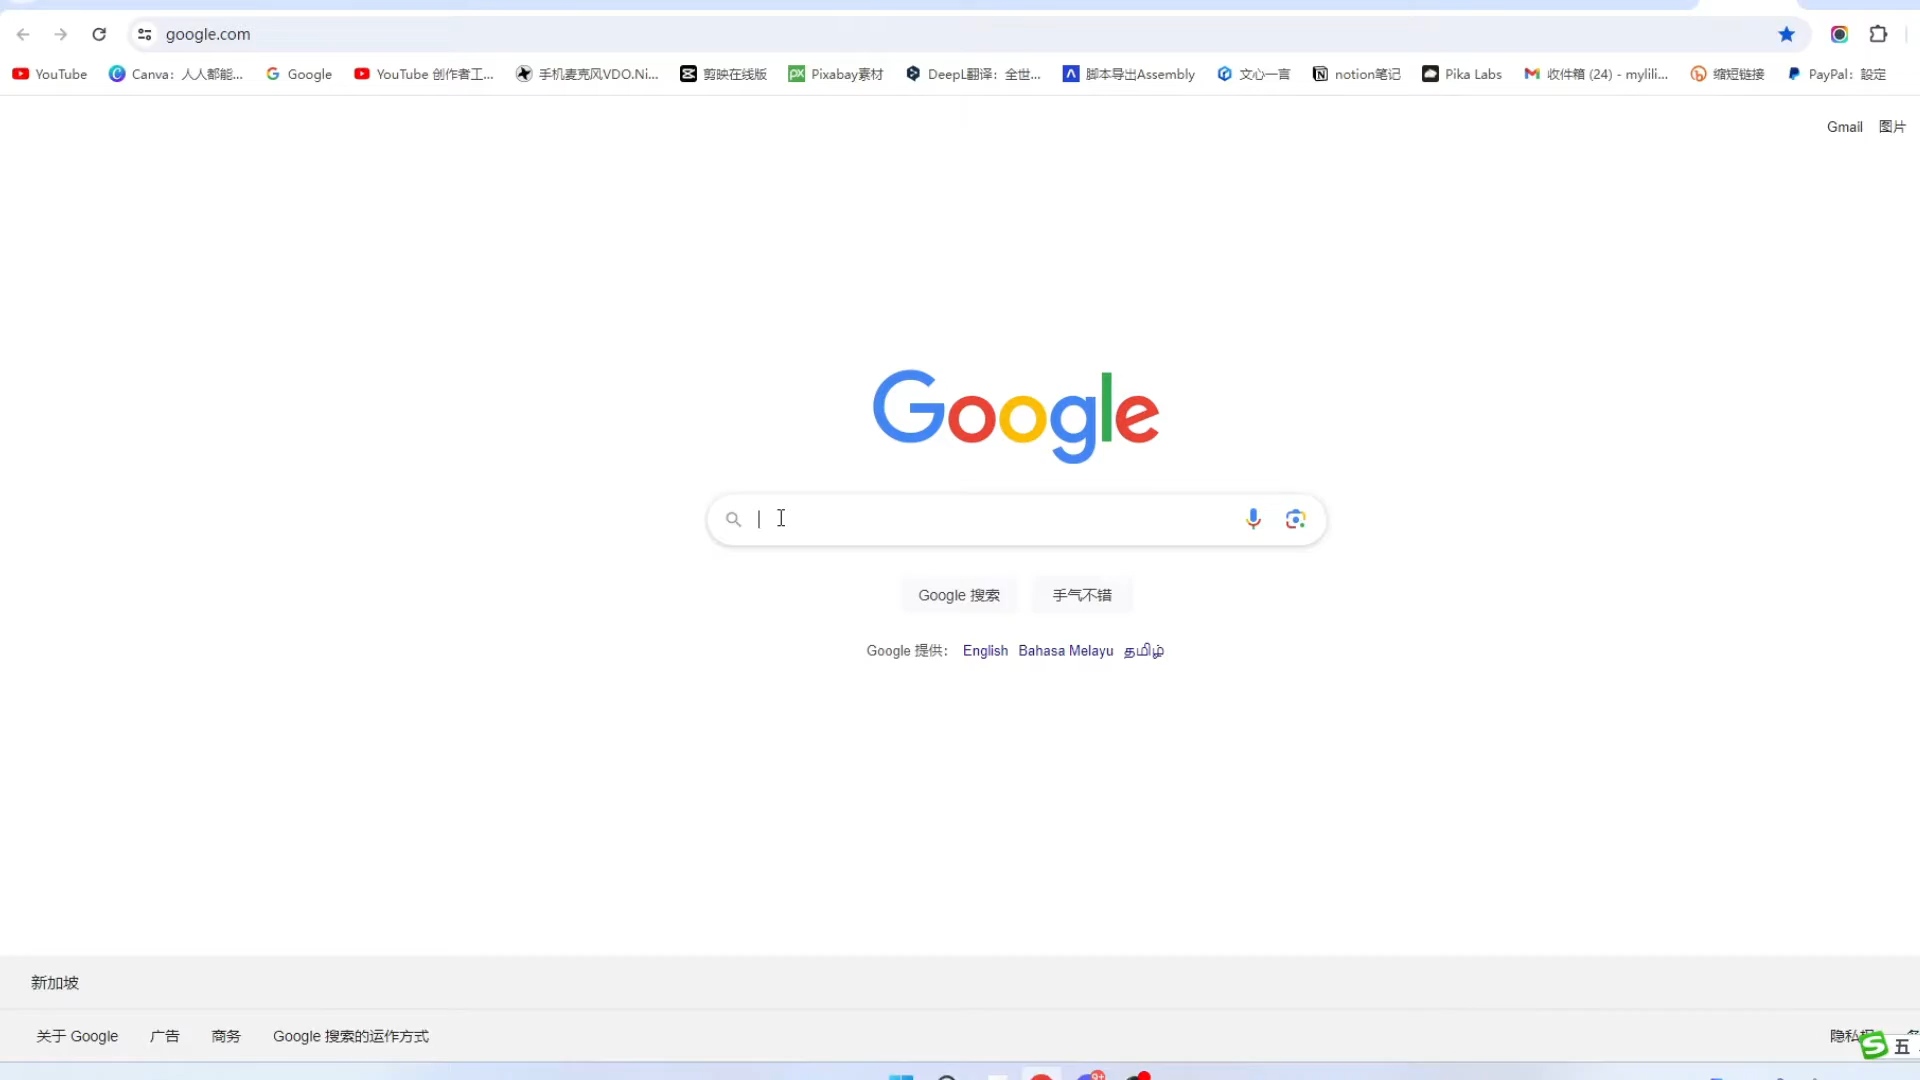 google.com
YouTube Canva：人人都能... Google YouTube 创作者工... 手机麦克风VDO.Ni... 剪映在线版 Pixabay素材 DeepL翻译：全世... 脚本导出Assembly 文心一言 notion笔记 Pika Labs 收件箱 (24) - mylili... 缩短链接 PayPal：設定
Gmail 图片
Google
Google 搜索 手气不错
Google 提供： English Bahasa Melayu தமிழ்
新加坡
关于 Google 广告 商务 Google 搜索的运作方式 隐私权
五
9+